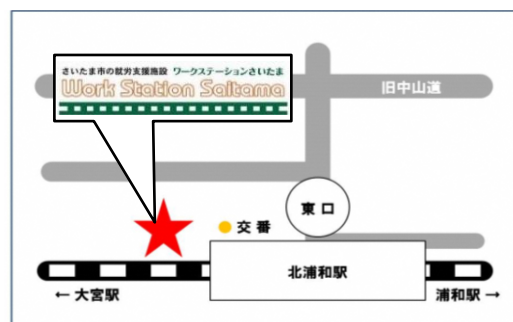 さいたま市の就労支援施設 ワークステーションさいたま
Work Station Saitama
旧中山道
東口
交番
北浦和駅
← 大宮駅
浦和駅 →